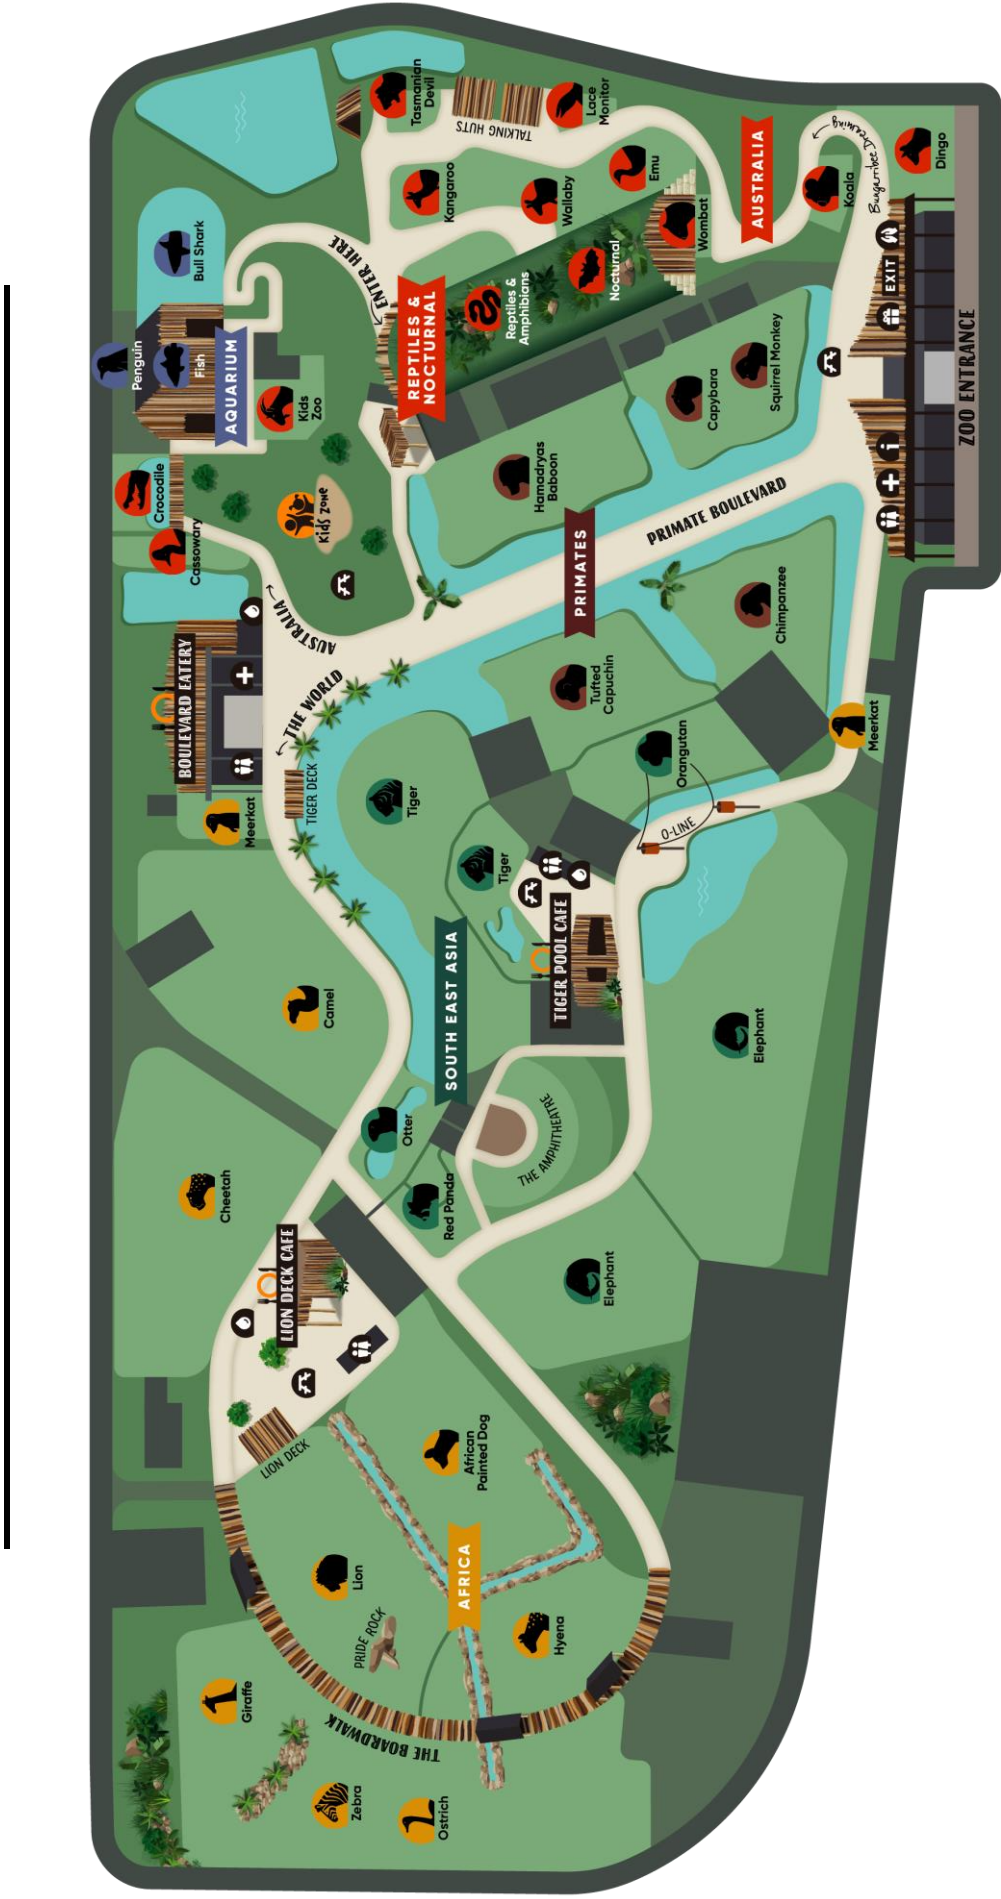 Tasmanian
Devil
TALKING HUTS
Lace
Monitor
Kangaroo
Wallaby
Emu
Wombat
AUSTRALIA
Koala
Bungarribee Dreaming
Dingo
Bull Shark
ENTER HERE
REPTILES &
NOCTURNAL
Reptiles &
Amphibians
Nocturnal
EXIT
ZOO ENTRANCE
Penguin
Fish
AQUARIUM
Kids
Zoo
Crocodile
Cassowary
Kids Zone
Squirrel Monkey
Capybara
Hamadryas
Baboon
PRIMATES
PRIMATE BOULEVARD
AUSTRALIA
THE WORLD
BOULEVARD EATERY
Meerkat
TIGER DECK
Tiger
Tufted
Capuchin
Chimpanzee
Meerkat
Orangutan
O-LINE
Tiger
TIGER POOL CAFE
SOUTH EAST ASIA
Camel
Elephant
Otter
THE AMPHITHEATRE
Red Panda
Cheetah
LION DECK CAFE
Elephant
LION DECK
African
Painted Dog
AFRICA
Lion
PRIDE ROCK
Hyena
Giraffe
THE BOARDWALK
Zebra
Ostrich